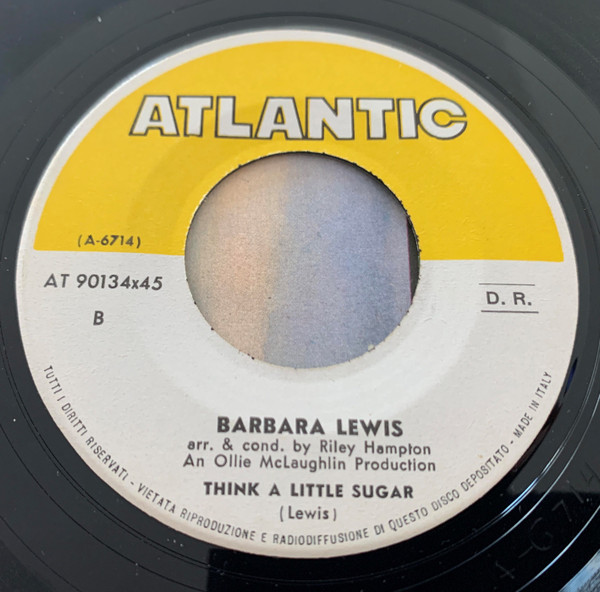 ATLANTIC
(A-6714)
AT 90134x45
B
D. R.
BARBARA LEWIS
arr. & cond. by Riley Hampton
An Ollie McLaughlin Production
THINK A LITTLE SUGAR
(Lewis)
TUTTI I DIRITTI RISERVATI - VIETATA RIPRODUZIONE E RADIODIFFUSIONE DI QUESTO DISCO DEPOSITATO - MADE IN ITALY